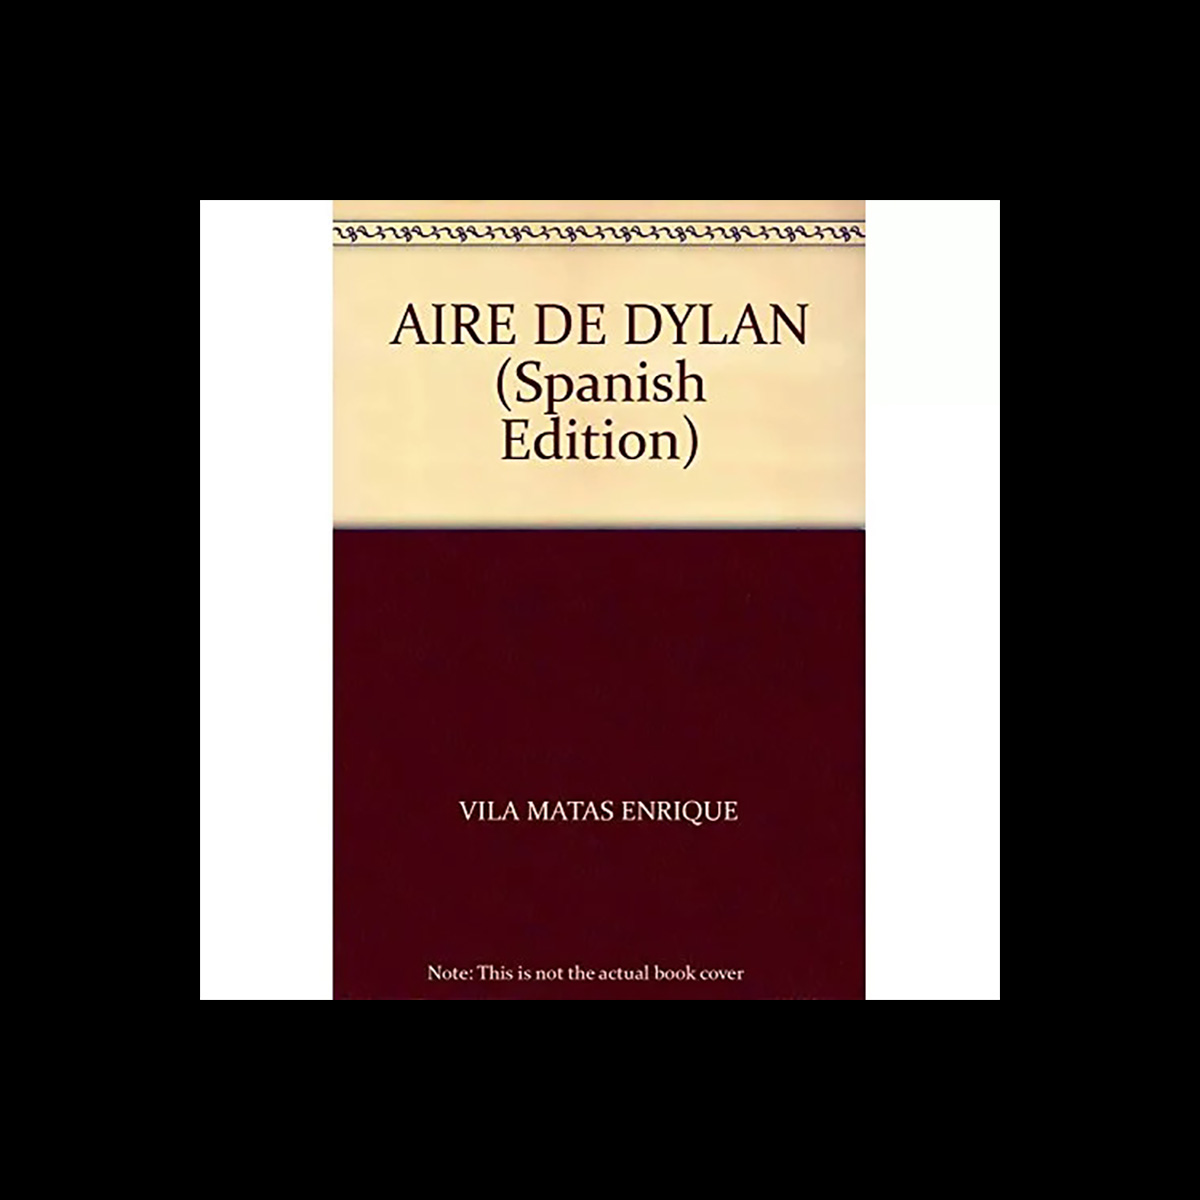 AIRE DE DYLAN
(Spanish
Edition)
VILA MATAS ENRIQUE
Note: This is not the actual book cover